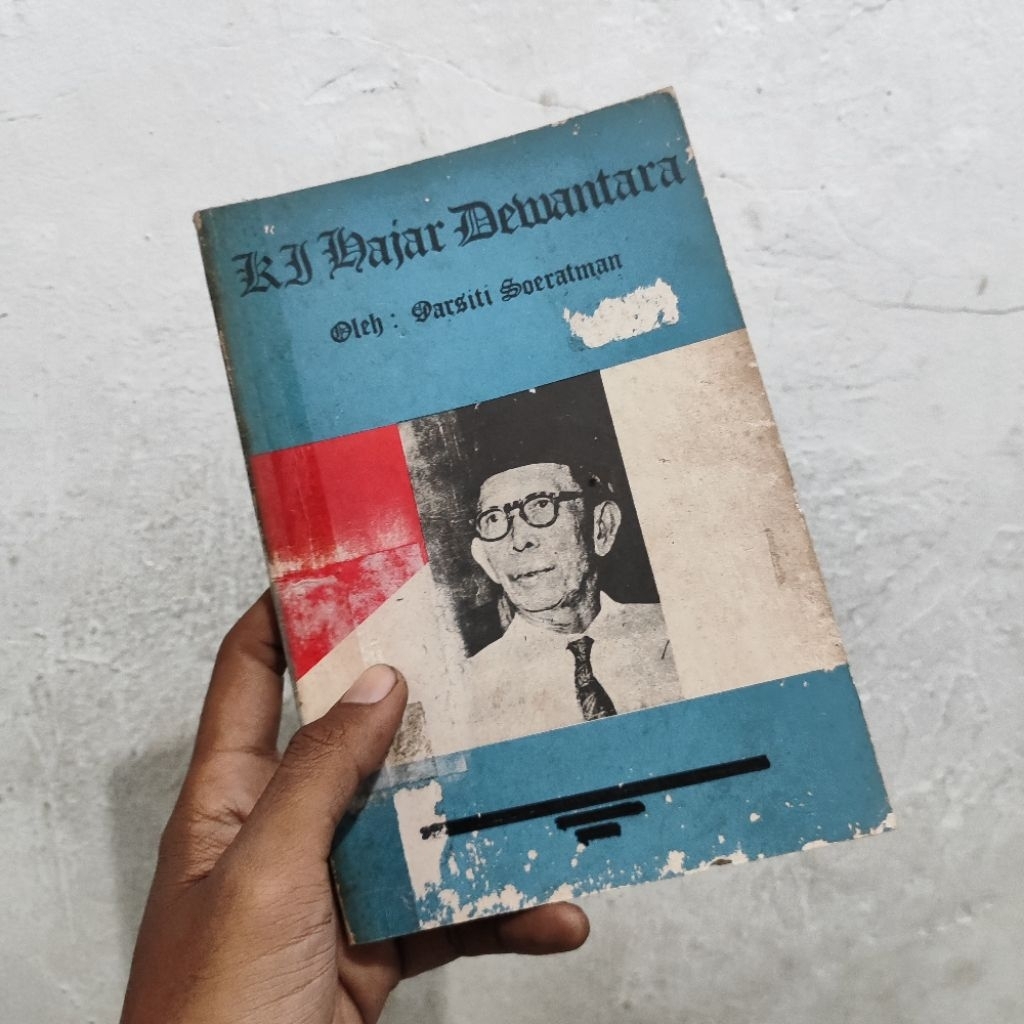 KI Hajar Dewantara
Oleh : Darsiti Soeratman